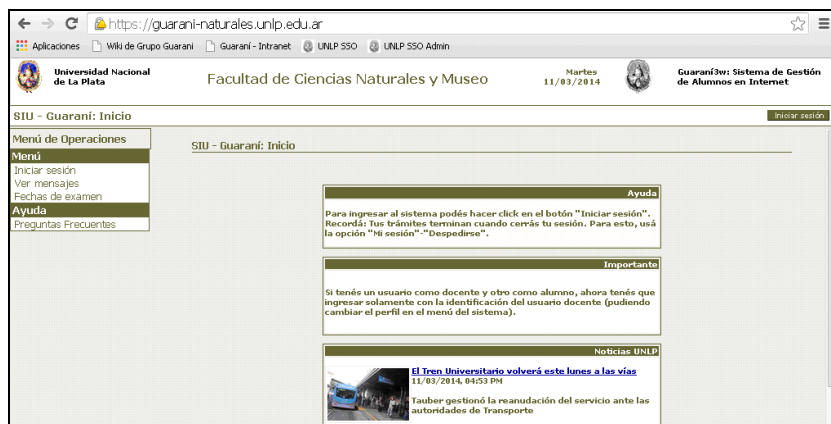 https://guarani-naturales.unlp.edu.ar
Aplicaciones Wiki de Grupo Guarani Guaraní - Intranet UNLP SSO UNLP SSO Admin
Universidad Nacional
de La Plata
Facultad de Ciencias Naturales y Museo
Martes
11/03/2014
Guaraní3w: Sistema de Gestión
de Alumnos en Internet
SIU - Guaraní: Inicio
Iniciar sesión
Menú de Operaciones
Menú
Iniciar sesión
Ver mensajes
Fechas de examen
Ayuda
Preguntas Frecuentes
SIU - Guaraní: Inicio
Ayuda
Para ingresar al sistema podés hacer click en el botón "Iniciar sesión".
Recordá: Tus trámites terminan cuando cerrás tu sesión. Para esto, usá
la opción "Mi sesión"-"Despedirse".
Importante
Si tenés un usuario como docente y otro como alumno, ahora tenés que
ingresar solamente con la identificación del usuario docente (pudiendo
cambiar el perfil en el menú del sistema).
Noticias UNLP
El Tren Universitario volverá este lunes a las vías
11/03/2014, 04:53 PM
Tauber gestionó la reanudación del servicio ante las
autoridades de Transporte